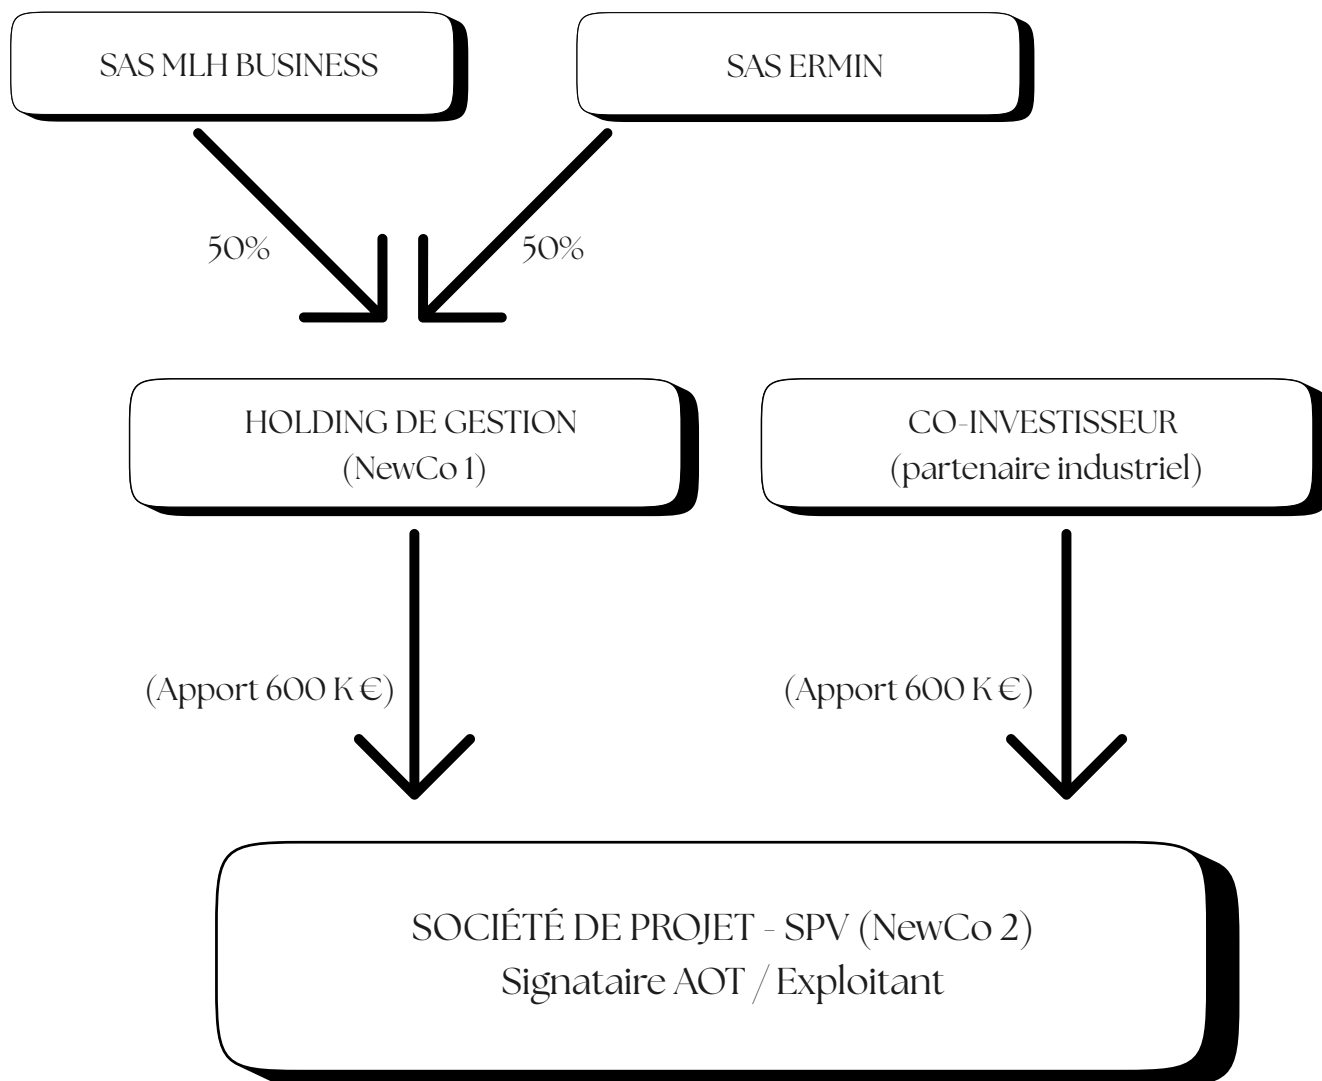 SAS MLH BUSINESS
SAS ERMIN
50%
50%
HOLDING DE GESTION
(NewCo 1)
CO-INVESTISSEUR
(partenaire industriel)
(Apport 600 K €)
(Apport 600 K €)
SOCIÉTÉ DE PROJET - SPV (NewCo 2)
Signataire AOT / Exploitant